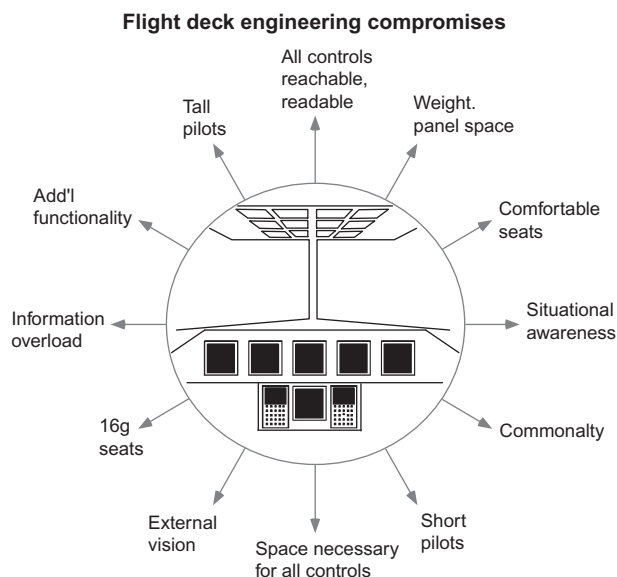 Flight deck engineering compromises
All controls
reachable,
readable
Weight.
panel space
Comfortable
seats
Situational
awareness
Commonalty
Short
pilots
Space necessary
for all controls
External
vision
16g
seats
Information
overload
Add'l
functionality
Tall
pilots